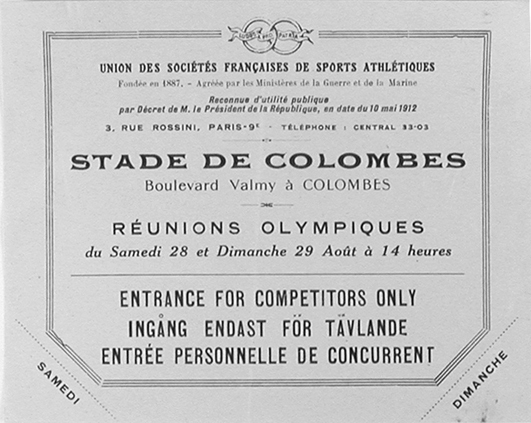 UNION DES SOCIÉTÉS FRANÇAISES DE SPORTS ATHLÉTIQUES
Fondée en 1887. - Agréée par les Ministères de la Guerre et de la Marine
Reconnue d'utilité publique
par Décret de M. le Président de la République, en date du 10 mai 1912
3, RUE ROSSINI, PARIS-9e - TÉLÉPHONE : CENTRAL 33-03
STADE DE COLOMBES
Boulevard Valmy à COLOMBES
RÉUNIONS OLYMPIQUES
du Samedi 28 et Dimanche 29 Août à 14 heures
ENTRANCE FOR COMPETITORS ONLY
INGÅNG ENDAST FÖR TÄVLANDE
ENTRÉE PERSONNELLE DE CONCURRENT
SAMEDI
DIMANCHE